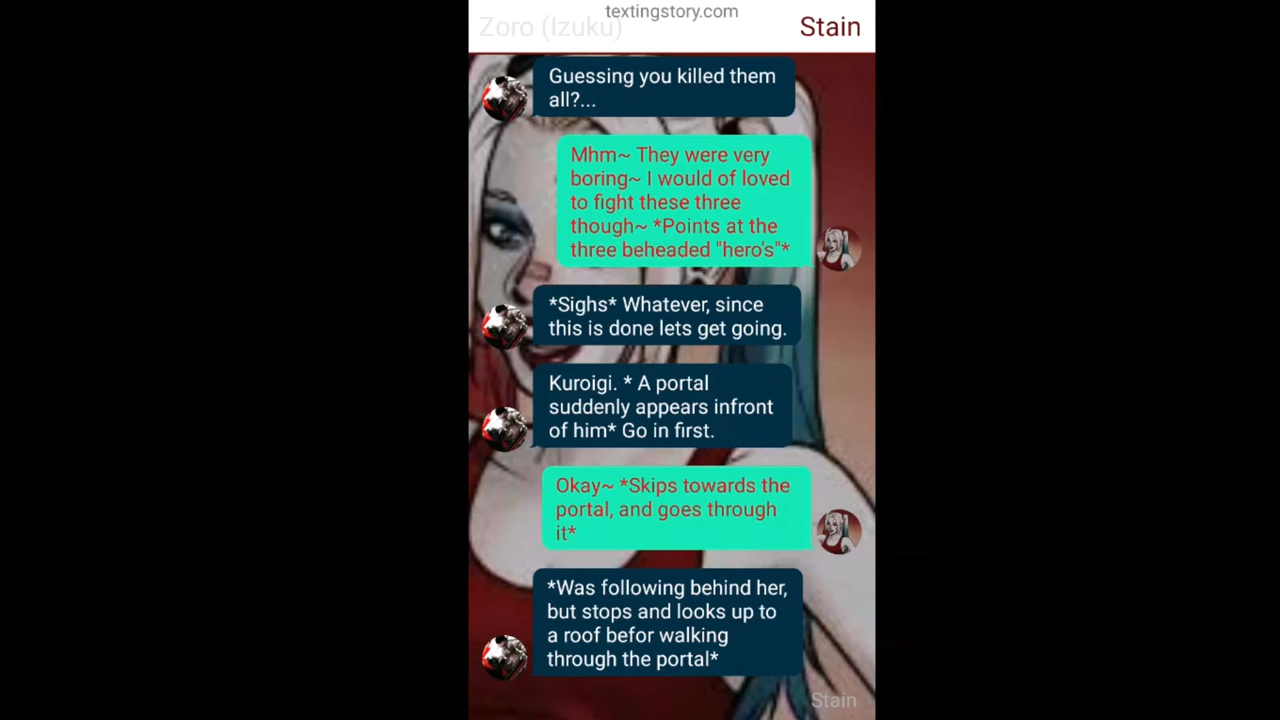 textingstory.com
Zoro (Izuku)
Stain
Guessing you killed them
all?...
Mhm~ They were very
boring~ I would of loved
to fight these three
though~ *Points at the
three beheaded "hero's"*
*Sighs* Whatever, since
this is done lets get going.
Kuroigi. * A portal
suddenly appears infront
of him* Go in first.
Okay~ *Skips towards the
portal, and goes through
it*
*Was following behind her,
but stops and looks up to
a roof befor walking
through the portal*
Stain